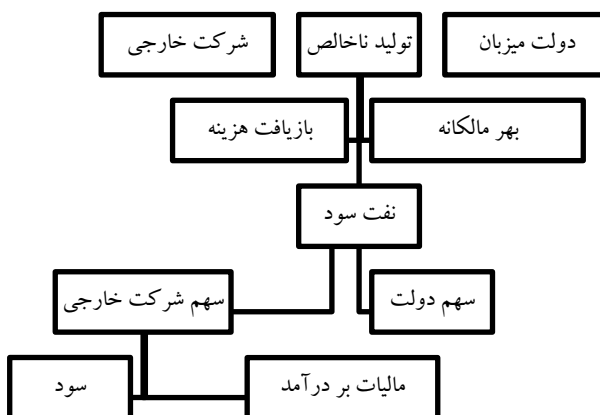 دولت میزبان
تولید ناخالص
شرکت خارجی
بهر مالکانه
بازیافت هزینه
نفت سود
سهم دولت
سهم شرکت خارجی
مالیات بر درآمد
سود